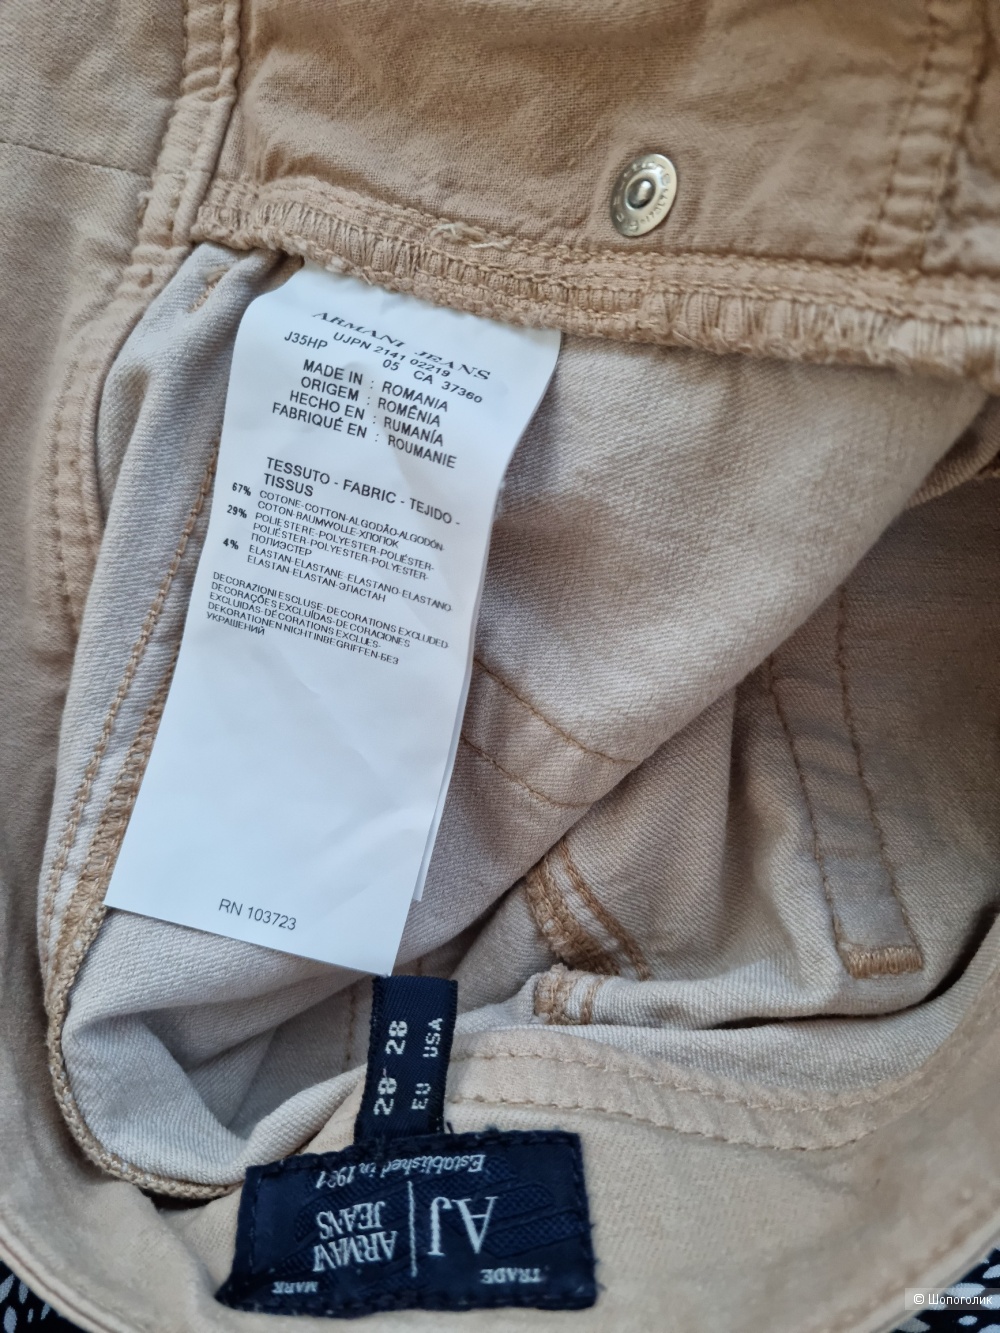 ARMANI JEANS
UJPN 2141 02219
J35HP 05 CA 37360
MADE IN : ROMANIA
ORIGEM : ROMÊNIA
HECHO EN : RUMANÍA
FABRIQUÉ EN : ROUMANIE
TESSUTO - FABRIC - TEJIDO -
TISSUS
67% COTONE-COTTON-ALGODÃO-ALGODÓN-
COTON-BAUMWOLLE-ХЛОПОК
29% POLIESTERE-POLYESTER-POLIÉSTER-
POLIÉSTER-POLYESTER-POLYESTER-
ПОЛИЭСТЕР
4% ELASTAN-ELASTANE-ELASTANO-ELASTANO-
ELASTAN-ELASTAN-ЭЛАСТАН
DECORAZIONI ESCLUSE-DECORATIONS EXCLUDED-
DECORAÇÕES EXCLUÍDAS-DECORACIONES
EXCLUIDAS-DÉCORATIONS EXCLUES-
DEKORATIONEN NICHT INBEGRIFFEN-БЕЗ
УКРАШЕНИЙ
RN 103723
28 28
EU USA
Established in 1981
AJ ARMANI
JEANS
TRADE MARK
© Шопоголик